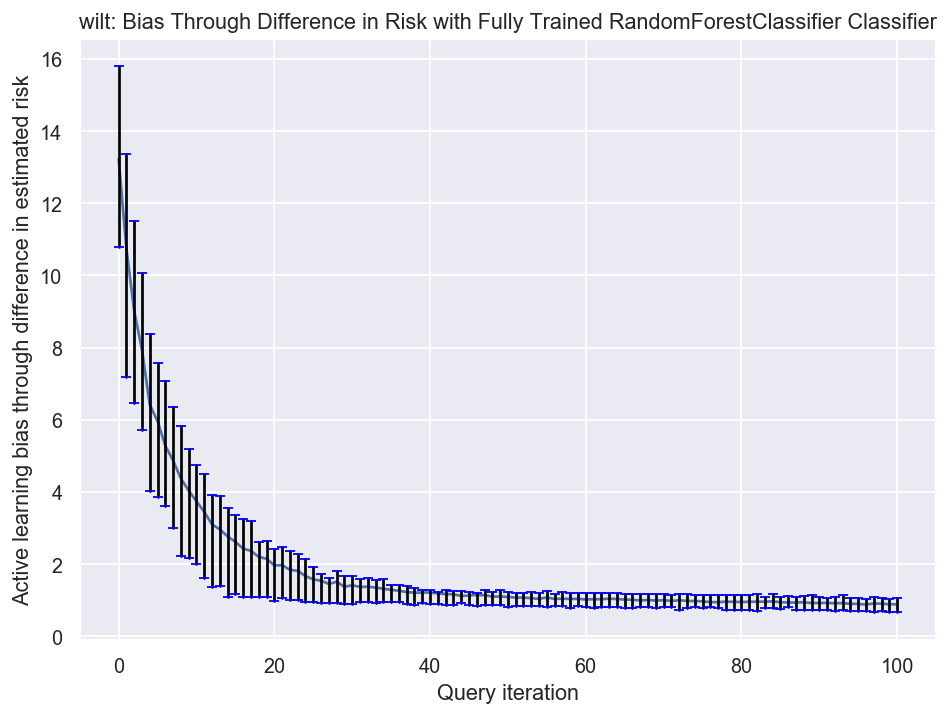 wilt: Bias Through Difference in Risk with Fully Trained RandomForestClassifier Classifier
Active learning bias through difference in estimated risk
16
14
12
10
8
6
4
2
0
0 20 40 60 80 100
Query iteration